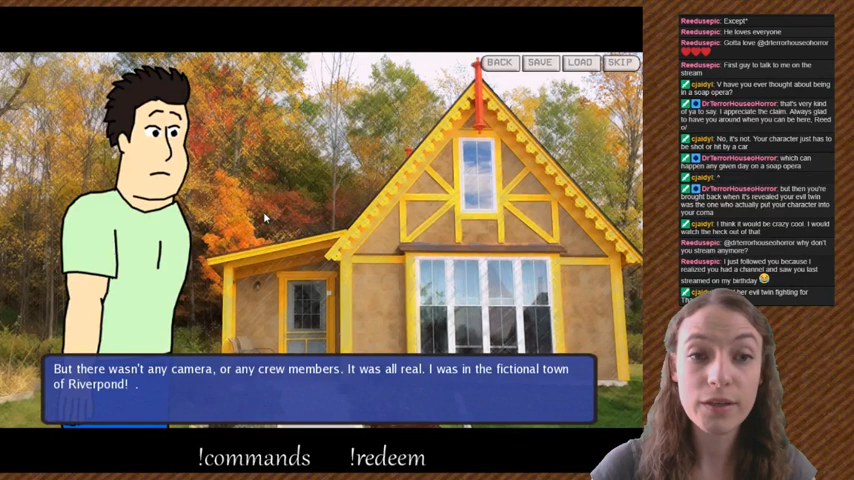 BACK SAVE LOAD SKIP
But there wasn't any camera, or any crew members. It was all real. I was in the fictional town
of Riverpond! .
!commands !redeem
Reedusepic: Except*
Reedusepic: He loves everyone
Reedusepic: Gotta love @drterrorhouseohorror
Reedusepic: First guy to talk to me on the
stream
cjaidyl: V have you ever thought about being
in a soap opera?
DrTerrorHouseoHorror: that's very kind
of ya to say. I appreciate the claim. Always glad
to have you around when you can be here, Reed
or
cjaidyl: No, it's not. Your character just has to
be shot or hit by a car
DrTerrorHouseoHorror: which can
happen any given day on a soap opera
cjaidyl: ^
DrTerrorHouseoHorror: but then you're
brought back when it's revealed your evil twin
was the one who actually put your character into
your coma
cjaidyl: I think it would be crazy cool. I would
watch the heck out of that
Reedusepic: @drterrorhouseohorror why don't
you stream anymore?
Reedusepic: I just followed you because I
realized you had a channel and saw you last
streamed on my birthday
her evil twin fighting for